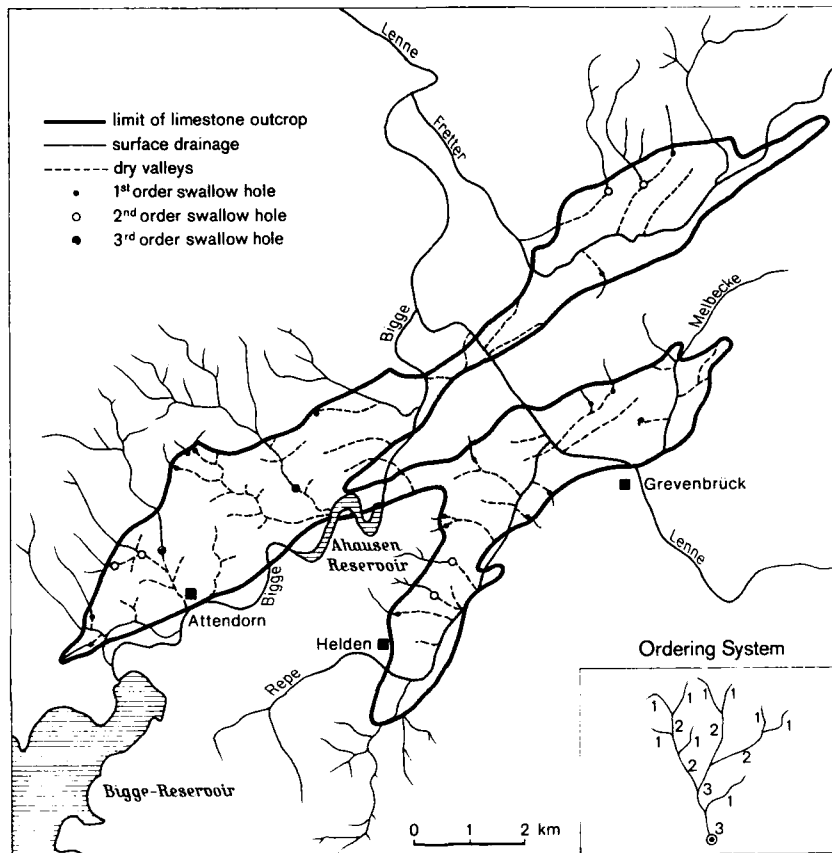 Lenne
Fretter
limit of limestone outcrop
surface drainage
dry valleys
1st order swallow hole
2nd order swallow hole
3rd order swallow hole
Bigge
Melbecke
Grevenbrück
Lenne
Ahausen
Reservoir
Bigge
Attendorn
Helden
Repe
Bigge-Reservoir
0 1 2 km
Ordering System
1 1 1 1
1 1
1 2 1 2
2 2
3 1
3